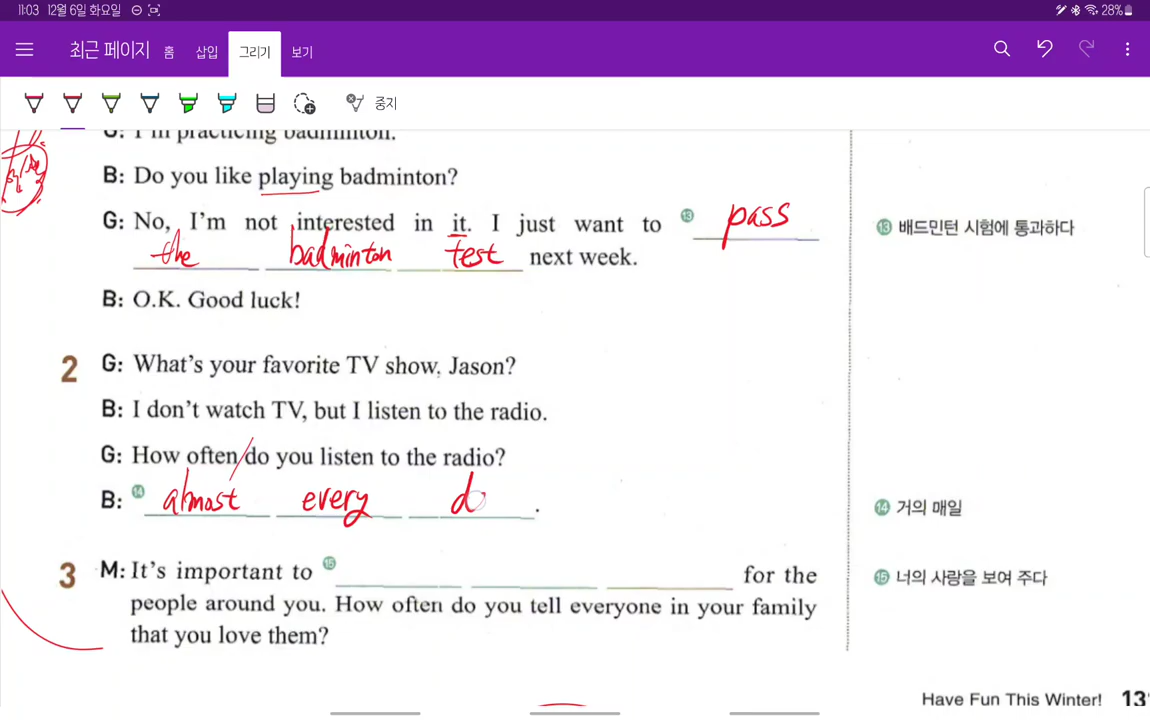 11:03 12월 6일 화요일 28%
최근 페이지 홈 삽입 그리기 보기
중지
G: I'm practicing badminton.
B: Do you like playing badminton?
G: No, I'm not interested in it. I just want to ⑬ pass
the badminton test next week.
⑬ 배드민턴 시험에 통과하다
B: O.K. Good luck!
2 G: What's your favorite TV show, Jason?
B: I don't watch TV, but I listen to the radio.
G: How often do you listen to the radio?
B: ⑭ almost every d .
⑭ 거의 매일
3 M: It's important to ⑮ for the
⑮ 너의 사랑을 보여 주다
people around you. How often do you tell everyone in your family
that you love them?
Have Fun This Winter! 13